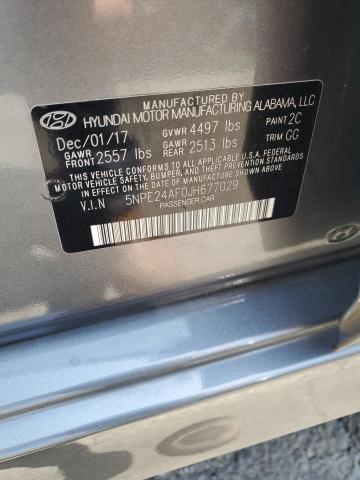 MANUFACTURED BY
HYUNDAI MOTOR MANUFACTURING ALABAMA, LLC
Dec/01/17 GVWR 4497 lbs PAINT 2C
GAWR FRONT 2557 lbs GAWR REAR 2513 lbs TRIM GG
THIS VEHICLE CONFORMS TO ALL APPLICABLE U.S.A. FEDERAL MOTOR
VEHICLE SAFETY, BUMPER, AND THEFT PREVENTION STANDARDS IN
EFFECT ON THE DATE OF MANUFACTURE SHOWN ABOVE.
V.I.N 5NPE24AF0JH677029
PASSENGER CAR